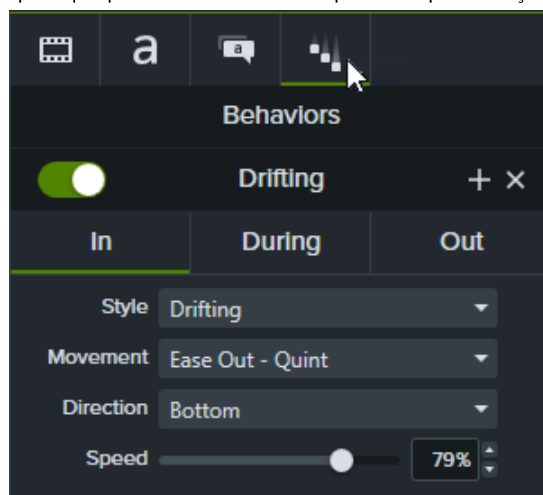 a
a
Behaviors
Drifting
In During Out
Style Drifting
Movement Ease Out - Quint
Direction Bottom
Speed 79%